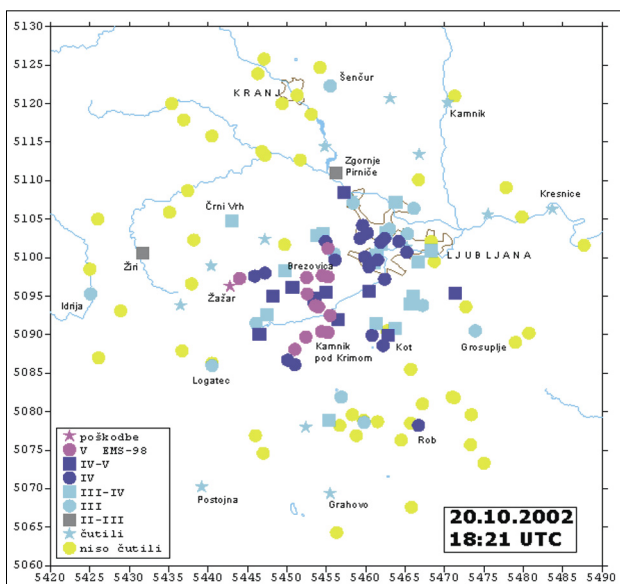 5130
5125
5120
5115
5110
5105
5100
5095
5090
5085
5080
5075
5070
5065
5060
KRANJ
Šenčur
Kamnik
Zgornje
Pirniče
Kresnice
Črni Vrh
LJUBLJANA
Žiri
Brezovica
Idrija
Žažar
Kamnik
pod Krimom
Kot
Grosuplje
Logatec
Rob
Postojna
Grahovo
poškodbe
V EMS-98
IV-V
IV
III-IV
III
II-III
čutili
niso čutili
20.10.2002
18:21 UTC
5420 5425 5430 5435 5440 5445 5450 5455 5460 5465 5470 5475 5480 5485 5490